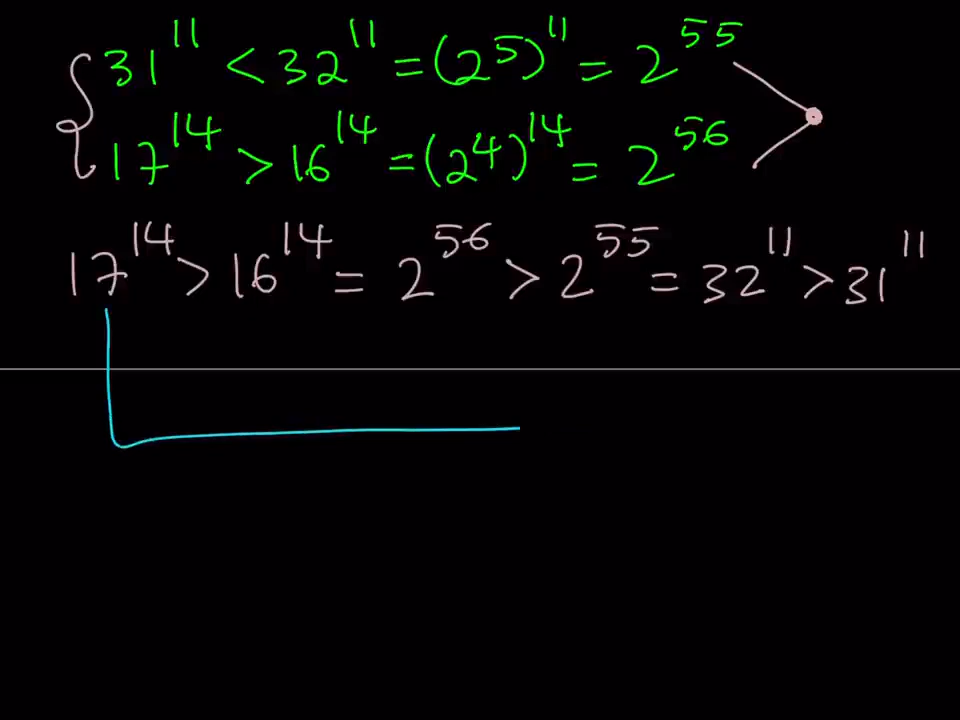 31^11 < 32^11 = (2^5)^11 = 2^55
17^14 > 16^14 = (2^4)^14 = 2^56
17^14 > 16^14 = 2^56 > 2^55 = 32^11 > 31^11